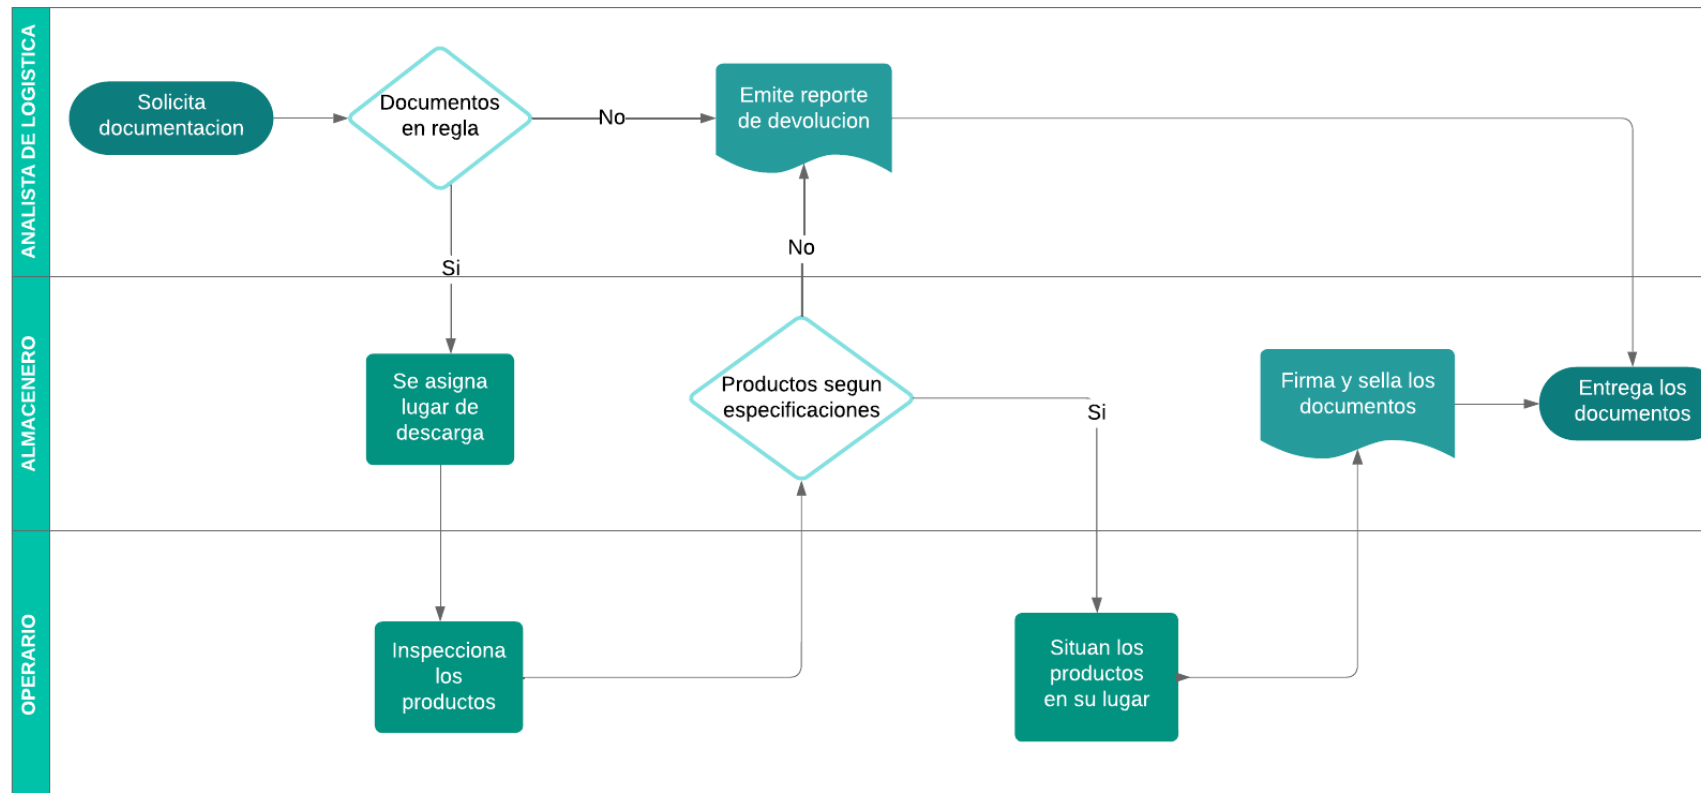 ANALISTA DE LOGISTICA
Solicita
documentacion
Documentos
en regla
No
Emite reporte
de devolucion
Si
No
ALMACENERO
Se asigna
lugar de
descarga
Productos segun
especificaciones
Si
Firma y sella los
documentos
Entrega los
documentos
OPERARIO
Inspecciona
los
productos
Situan los
productos
en su lugar